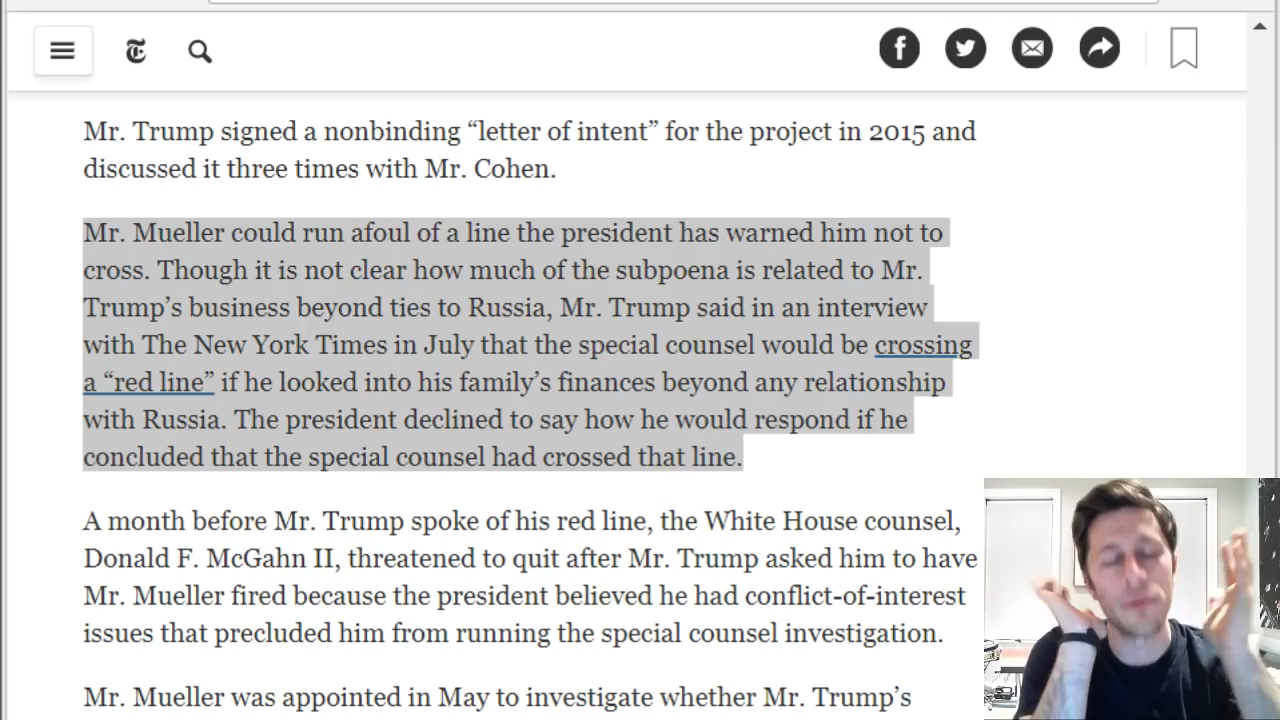 Mr. Trump signed a nonbinding “letter of intent” for the project in 2015 and
discussed it three times with Mr. Cohen.
Mr. Mueller could run afoul of a line the president has warned him not to
cross. Though it is not clear how much of the subpoena is related to Mr.
Trump’s business beyond ties to Russia, Mr. Trump said in an interview
with The New York Times in July that the special counsel would be crossing
a “red line” if he looked into his family’s finances beyond any relationship
with Russia. The president declined to say how he would respond if he
concluded that the special counsel had crossed that line.
A month before Mr. Trump spoke of his red line, the White House counsel,
Donald F. McGahn II, threatened to quit after Mr. Trump asked him to have
Mr. Mueller fired because the president believed he had conflict-of-interest
issues that precluded him from running the special counsel investigation.
Mr. Mueller was appointed in May to investigate whether Mr. Trump’s